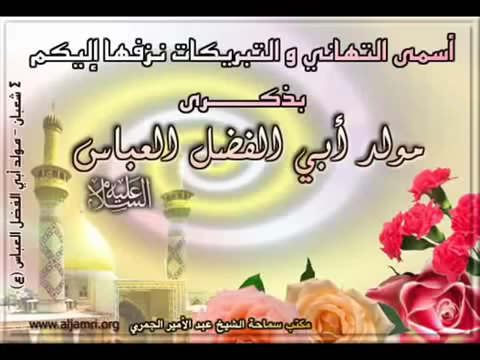 أسمى التهاني و التبريكات نزفها إليكم
بذكرى
مولد أبي الفضل العباس
عليه السلام
٤ شعبان - مولد أبي الفضل العباس (ع)
مكتب سماحة الشيخ عبد الأمير الجمري
www.aljamri.org